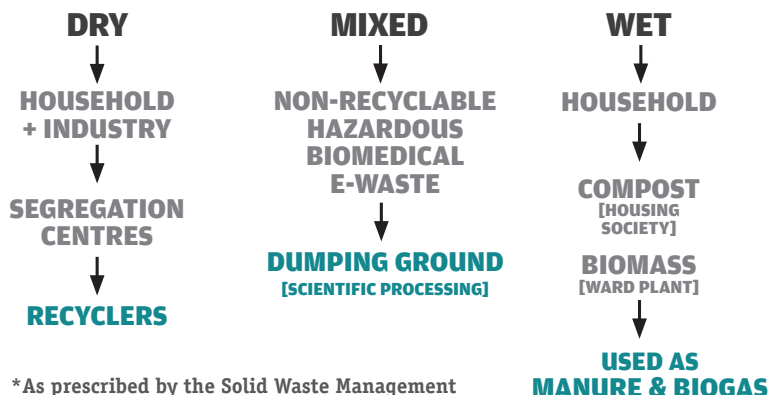 DRY
HOUSEHOLD
+ INDUSTRY
SEGREGATION
CENTRES
RECYCLERS
MIXED
NON-RECYCLABLE
HAZARDOUS
BIOMEDICAL
E-WASTE
DUMPING GROUND
[SCIENTIFIC PROCESSING]
WET
HOUSEHOLD
COMPOST
[HOUSING
SOCIETY]
BIOMASS
[WARD PLANT]
USED AS
MANURE & BIOGAS
*As prescribed by the Solid Waste Management